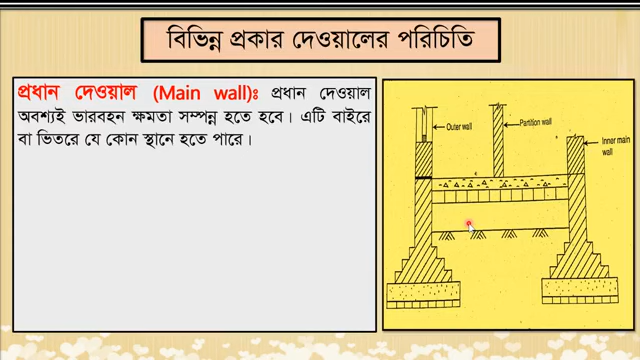 বিভিন্ন প্রকার দেওয়ালের পরিচিতি
প্রধান দেওয়াল (Main wall)ঃ প্রধান দেওয়াল
অবশ্যই ভারবহন ক্ষমতা সম্পন্ন হতে হবে। এটি বাইরে
বা ভিতরে যে কোন স্থানে হতে পারে।
Outer wall
Partition wall
Inner main
wall